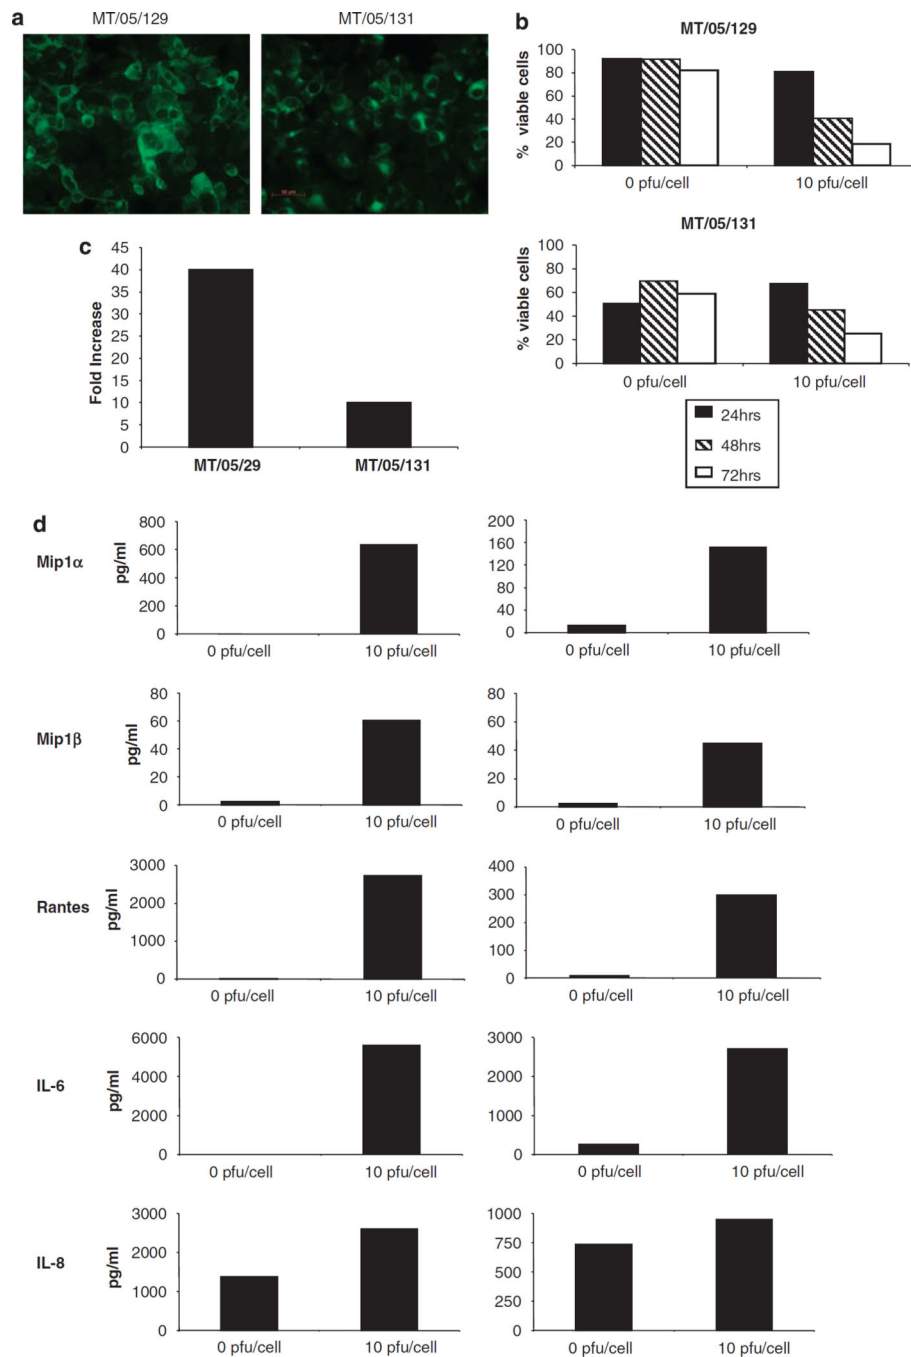 a
MT/05/129
MT/05/131
b
MT/05/129
% viable cells
100
80
60
40
20
0
0 pfu/cell
10 pfu/cell
MT/05/131
% viable cells
100
80
60
40
20
0
0 pfu/cell
10 pfu/cell
24hrs
48hrs
72hrs
c
Fold Increase
45
40
35
30
25
20
15
10
5
0
MT/05/29
MT/05/131
d
Mip1α
pg/ml
800
600
400
200
0
0 pfu/cell
10 pfu/cell
200
160
120
80
40
0
0 pfu/cell
10 pfu/cell
Mip1β
pg/ml
80
60
40
20
0
0 pfu/cell
10 pfu/cell
80
60
40
20
0
0 pfu/cell
10 pfu/cell
Rantes
pg/ml
3000
2000
1000
0
0 pfu/cell
10 pfu/cell
400
300
200
100
0
0 pfu/cell
10 pfu/cell
IL-6
pg/ml
6000
4000
2000
0
0 pfu/cell
10 pfu/cell
3000
2000
1000
0
0 pfu/cell
10 pfu/cell
IL-8
pg/ml
3000
2000
1000
0
0 pfu/cell
10 pfu/cell
1000
750
500
250
0
0 pfu/cell
10 pfu/cell